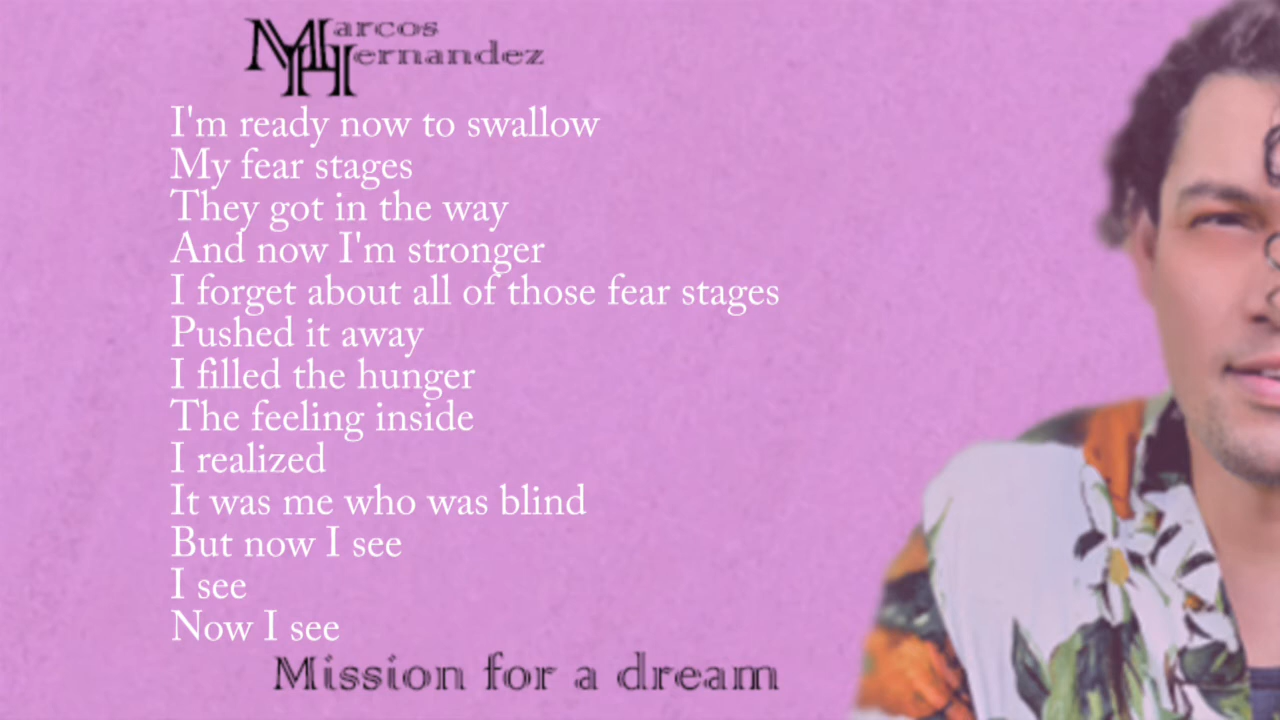 Marcos
Hernandez
I'm ready now to swallow
My fear stages
They got in the way
And now I'm stronger
I forget about all of those fear stages
Pushed it away
I filled the hunger
The feeling inside
I realized
It was me who was blind
But now I see
I see
Now I see
Mission for a dream